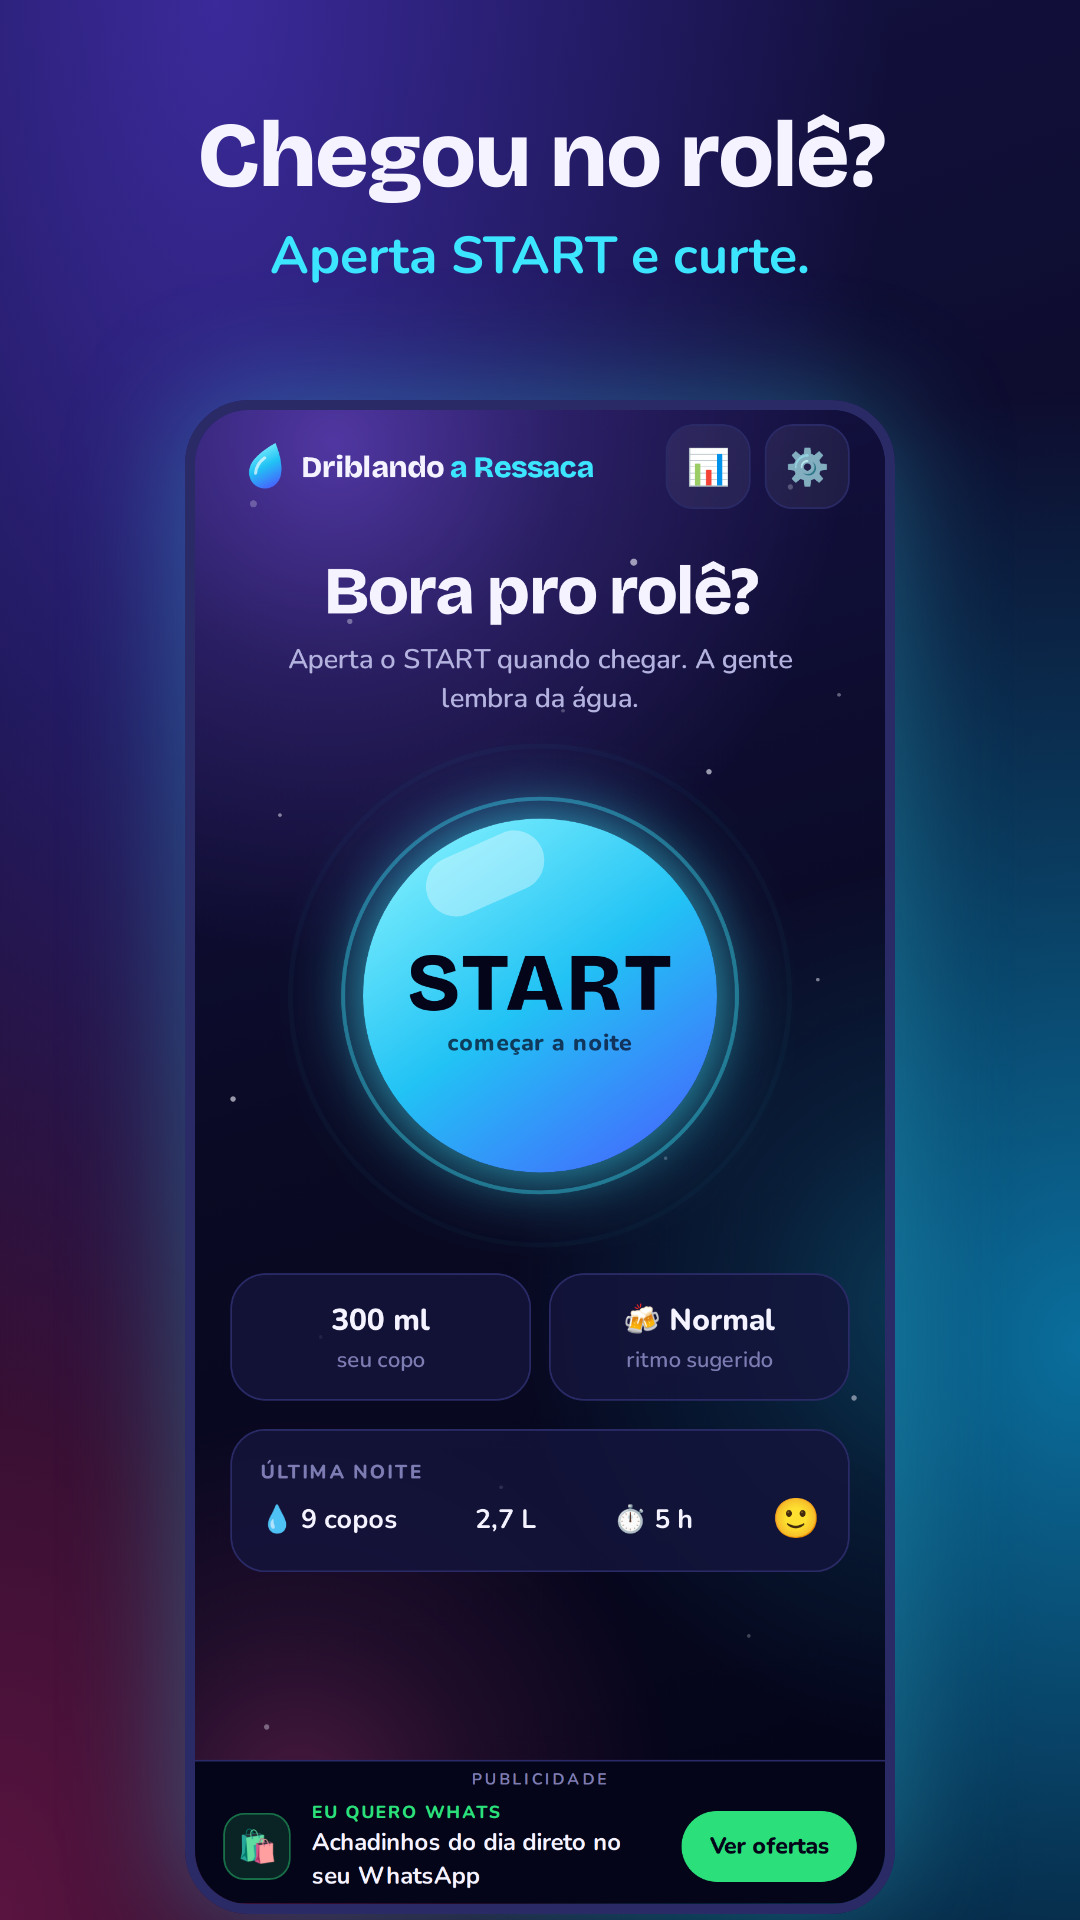 Chegou no rolê?
Aperta START e curte.
Driblando a Ressaca
Bora pro rolê?
Aperta o START quando chegar. A gente
lembra da água.
START
começar a noite
300 ml
seu copo
🍻 Normal
ritmo sugerido
ÚLTIMA NOITE
💧 9 copos 2,7 L ⏱️ 5 h 🙂
PUBLICIDADE
EU QUERO WHATS
Achadinhos do dia direto no
seu WhatsApp
Ver ofertas